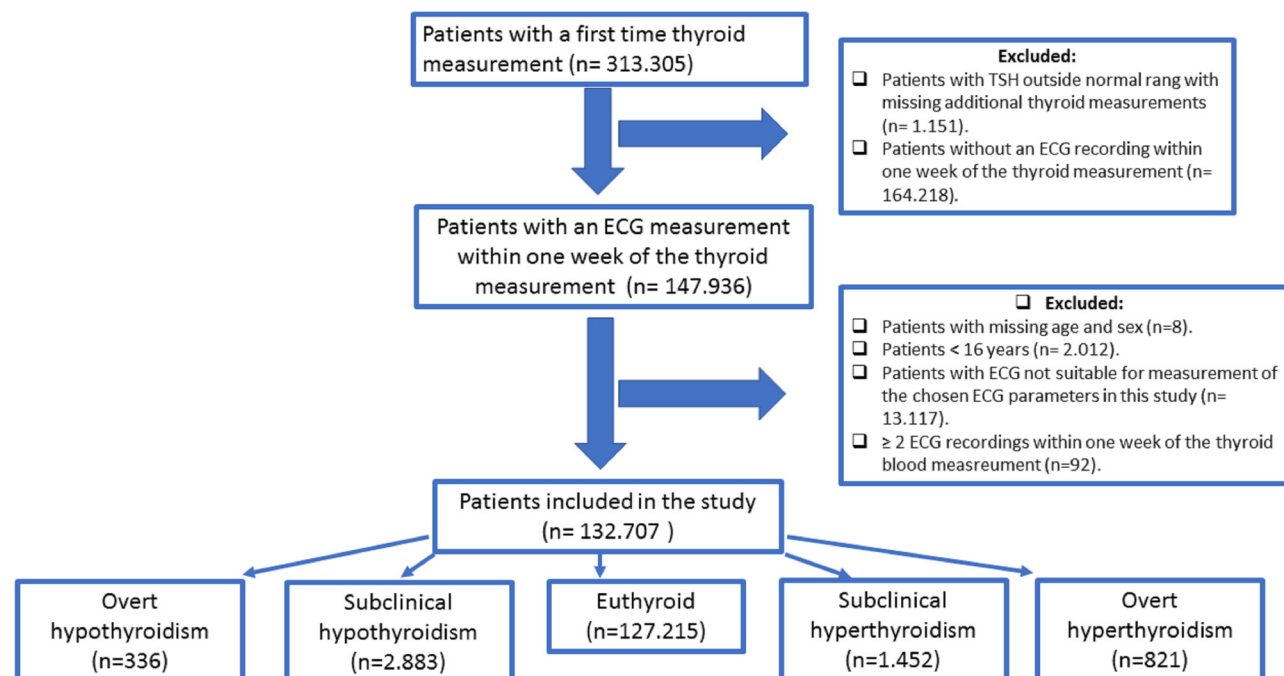 Patients with a first time thyroid
measurement (n= 313.305)
Excluded:
❑ Patients with TSH outside normal rang with
missing additional thyroid measurements
(n= 1.151).
❑ Patients without an ECG recording within
one week of the thyroid measurement (n=
164.218).
Patients with an ECG measurement
within one week of the thyroid
measurement (n= 147.936)
❑ Excluded:
❑ Patients with missing age and sex (n=8).
❑ Patients < 16 years (n= 2.012).
❑ Patients with ECG not suitable for measurement of
the chosen ECG parameters in this study (n=
13.117).
❑ ≥ 2 ECG recordings within one week of the thyroid
blood measreument (n=92).
Patients included in the study
(n= 132.707 )
Overt
hypothyroidism
(n=336)
Subclinical
hypothyroidism
(n=2.883)
Euthyroid
(n=127.215)
Subclinical
hyperthyroidism
(n=1.452)
Overt
hyperthyroidism
(n=821)